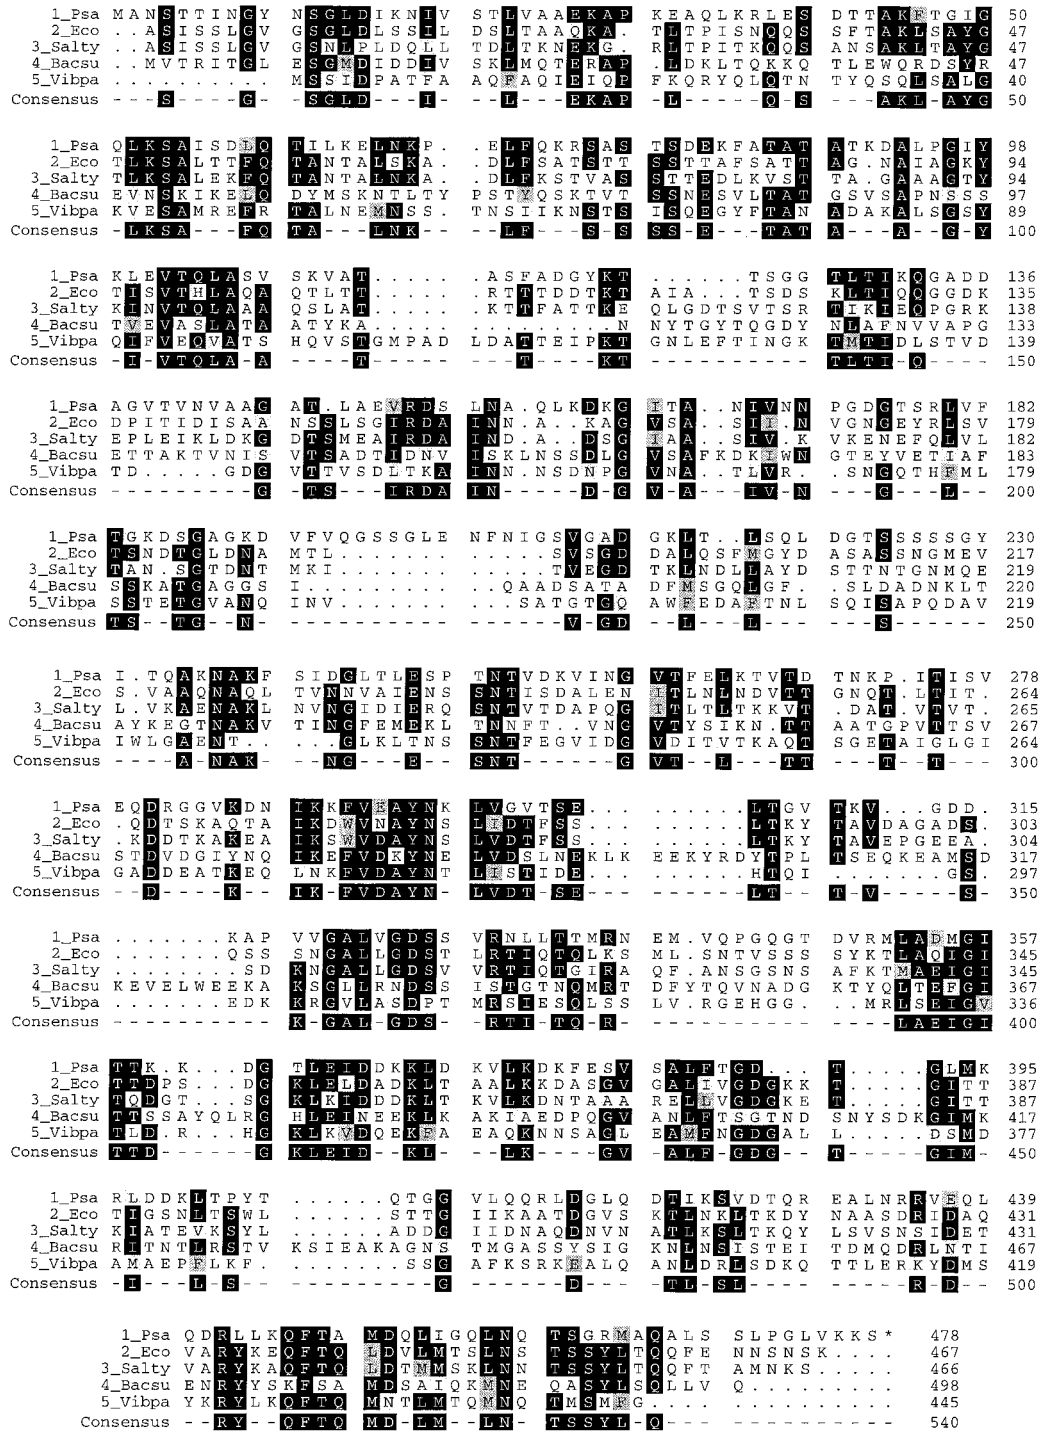 1_Psa MANSTTINGY NSGLDIKNIV STLVAAEKAP KEAQLKRLES DTTAKFTGIG 50
2_Eco ..ASISSLGV GSGLDLSSIL DSLTAAQKA. LTPISNQQS SFTAKLSAYG 47
3_Salty ..ASISSLGV GSNLPLDQLL TDLTKNEKG. RLTPITKQQS ANSAKLTAYG 47
4_Bacsu ..MVTRITGL ESGMDIDDIV SKLMQTERAP .LDKLTQKKQ TLEWQRDSYR 47
5_Vibpa .......... MSSIDPATFA AQFAQIEIQP FKQRYQLQTN TYQSQLSALG 40
Consensus ---S----G- -SGLD--I-- --L---EKAP -L----Q-S- --AKL-AYG 50
1_Psa QLKSAISDLQ TILKELNKP. .ELFQKRSAS TSDEKFATAT ATKDALPGIY 98
2_Eco TLKSALTTFQ TANTALSKA. .DLFSATSTT SSTTAFSATT AG.NAIAGKY 94
3_Salty TLKSALEKFQ TANTALNKA. .DLFKSTVAS STTEDLKVST TA.GAAAGTY 94
4_Bacsu EVNSKIKELQ DYMSKNTLTY PSTYQSKTVT SSNESVLTAT GSVSAPNSSS 97
5_Vibpa KVESAMREFR TALNEMNSS. TNSIIKNSTS ISQEGYFTAN ADAKALSGSY 89
Consensus -LKSA---FQ TA---LNK-- --LF---S-S SS-E---TAT A---A--G-Y 100
1_Psa KLEVTQLASV SKVAT..... ...ASFADGYKT .......TSGG TLTIKQGADD 136
2_Eco TISVTHLAQA QTLTT..... ..RTTTDDTKT AIA...TSDS KLTIQQGGDK 135
3_Salty KINVTQLAAA QSLAT..... ..KTTFATTKE QLGDTSVTSR TIKIEQPGRK 138
4_Bacsu TVEVASLATA ATYKA..... .........N NYTGYTQGDY NLAFNVVAPG 133
5_Vibpa QIFVEQVATS HQVSTGMPAD LDATTEIPKT GNLEFTINGK TMTIDLSTVD 139
Consensus -I-VTQLA-A ----T----- ---T----KT ---------- TLTI-Q---- 150
1_Psa AGVTVNVAAG AT.LAEVRDS LNA.QLKDKG ITA..NIVNN PGDGTSRLVF 182
2_Eco DPITIDISAA NSSLSGIRDA IND.A..KAG VSA..SIINV GNGEYRLSV 179
3_Salty EPLEIKLDKG DTSMEAIRDA IND.A..DSG IAA..SIV.K VKENEFQLVL 182
4_Bacsu ETTAKTVNIS VTSADTIDNV ISKLNSSDLG VSAFKDKIWN GTEYVETIAF 183
5_Vibpa TD.....GDG VTTVSDLTKA INN.NSDNPG VNA..TLVR. .SNGQTHFML 179
Consensus ---------G -TS---IRDA IN-----D-G V-A---IV-N ---G----L- 200
1_Psa TGKDSGAGKD VFVQGSSGLE NFNIGSVGAD GKLT..LSQL DGTSSSSSSGY 230
2_Eco TSNDTGLDNA MTL....... .....SVSGD DGALQSFMGYD ASASSNGMEV 217
3_Salty TAN.SGTDNT MKI....... .....TVEGD TKLNDLLAYD STTNTGNMQE 219
4_Bacsu SSKATGAGGS I......... ..QAADSATA DFMSGQLGF. .SLDADNKLT 220
5_Vibpa SSTETGVANQ INV....... ....SATGTGQ AWFEDAFTNL SQISAPQDAV 219
Consensus TS--TG--N- ---------- ------V-GD --L---L--- ----S----- 250
1_Psa I.TQAKNAKF SIDGLTLESP TNTVDKVING VTFELKTVTD TNKP.ITISV 278
2_Eco S.VAAQNAQL TVNNVAIENS SNTISDALEN ITLNLNDVTT GNQT.LTIT. 264
3_Salty L.VKAENAKL NVNGIDIERQ SNTVTDAPQG ITLTLTKKVT .DAT.VTVT. 265
4_Bacsu AYKEGTNAKV TINGFEMEKL TNNFT..VNG VTYSIKN.TT AATGPVTTSV 267
5_Vibpa IWLGAENT.. ..GLKLTNSS SNTFEGVIDG VDITVTKAQT SGETAIGLGI 264
Consensus ----A-NAK- --NG---E-- SNT------G VT--L---TT ---T--T--- 300
1_Psa EQDRGGVKDN IKKFVEAYNK LVGVTSE... .......LTGV TKV...GDD. 315
2_Eco .QDTSKAQTA IKDWVNAYNS LIDTFSS... .......LTKY TAVDAGADS. 303
3_Salty .KDDTKAKEA IKSWVDAYNS LVDTFSS... .......LTKY TAVEPGEEA. 304
4_Bacsu STDVDGIYNQ IKEFVDKYNE LVDSLNEKLK EEKYRDYTPL TSEQKEAMSD 317
5_Vibpa GADDEATKEQ LNKFVDAYNT LISTIDE... .......HTQI .......GS. 297
Consensus --D----K-- IK-FVDAYN- LVDT-SE--- ------LT-- T-V-----S- 350
1_Psa .......KAP VVGALVGDSS VRNLLTTMRN EM.VQPGQGT DVRMLADMGI 357
2_Eco .......QSS SNGALLGDST LRTIQTQLKS ML.SNTVSSS SYKTLAQIGI 345
3_Salty ........SD KNGALLGDSV VRTIQTGIRA QF.ANSGSNS AFKTMAEIGI 345
4_Bacsu KEVELWEEKA KSGLLRNDSS ISTGTNQMRT DFYTQVNADG KTYQLTEFGI 367
5_Vibpa .......EDK KRGVLASDPT MRSIESQLSS LV.RGEHGG. ..MRLSEIGV 336
Consensus ---------- K-GAL-GDS- -RTI-TQ-R- ---------- ----LAEIGI 400
1_Psa TTK.K...DG TLEIDDKKLD KVLKDKFESV SALFTGD... T.....GLMK 395
2_Eco TTDPS...DG KLELDADKLT AALKKDASGV GALIVGDGKK T.....GITT 387
3_Salty TQDGT...SG KLKIDDDKLT KVLKDNTAAA RELLVGDGKE T.....GITT 387
4_Bacsu TTSSAYQLRG HLEINEEKLK AKIAEDPQGV ANLFTSGTND SNYSDKGIMK 417
5_Vibpa TLD.R...HG KLKVDQEKFA EAQKNNSAGL EAMFNGDGAL L.....DSMD 377
Consensus TTD------G KLEID--KL- --LK----GV -ALF-GDG-- T-----GIM- 450
1_Psa RLDDKLTPYT ......QTGG VLQQRLDGLQ DTIKSVDTQR EALNRRVEQL 439
2_Eco TIGSNLTSWL ......STTG IIKAATDGVS KTLNKLTKDY NAASDRIDAQ 431
3_Salty KIATEVKSYL ......ADDG IIDNAQDNVN ATLKSLTKQY LSVSNSIDET 431
4_Bacsu RITNTLRSTV KSIEAKAGNS TMGASSYSIG KNLNSISTEI TDMQDRLNTI 467
5_Vibpa AMAEPFLKF. ......SSG AFKSRKEALQ ANLDRLSDKQ TTLERKYDMS 419
Consensus -I---L-S-- ---------G ------D--- -TL-SL---- -----R--D- 500
1_Psa QDRLLKQFTA MDQLIGQLNQ TSGRMAQALS SLPGLVKKS* 478
2_Eco VARYKEQFTQ LDVLMTSLNS TSSYLTQQFE NNSNSK.... 467
3_Salty VARYKAQFTQ LDTMMSKLNN TSSYLTQQFT AMNKS..... 466
4_Bacsu ENRYYSKFSA MDSAIQKMNE QASYLSQLLV Q......... 498
5_Vibpa YKRYLKQFTQ MNTLMTQMNQ TMSMFG.... .......... 445
Consensus --RY--QFTQ MD-LM--LN- TSSYL-Q--- ---------- 540